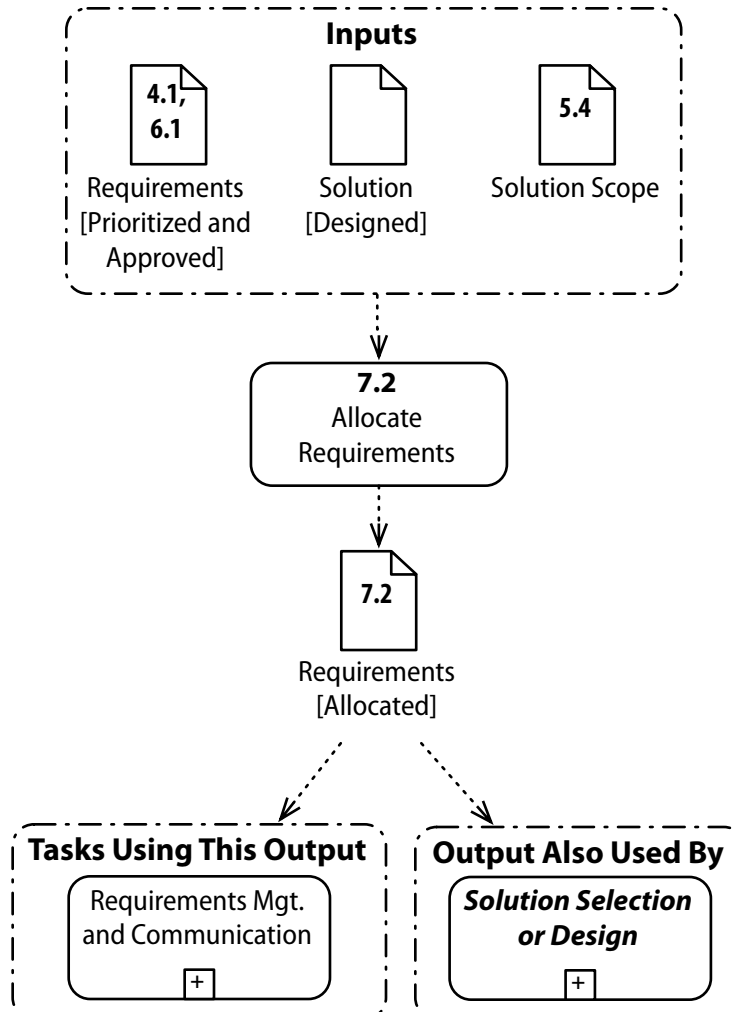 Inputs
4.1,
6.1
5.4
Requirements
[Prioritized and
Approved]
Solution
[Designed]
Solution Scope
7.2
Allocate
Requirements
7.2
Requirements
[Allocated]
Tasks Using This Output
Requirements Mgt.
and Communication
+
Output Also Used By
Solution Selection
or Design
+